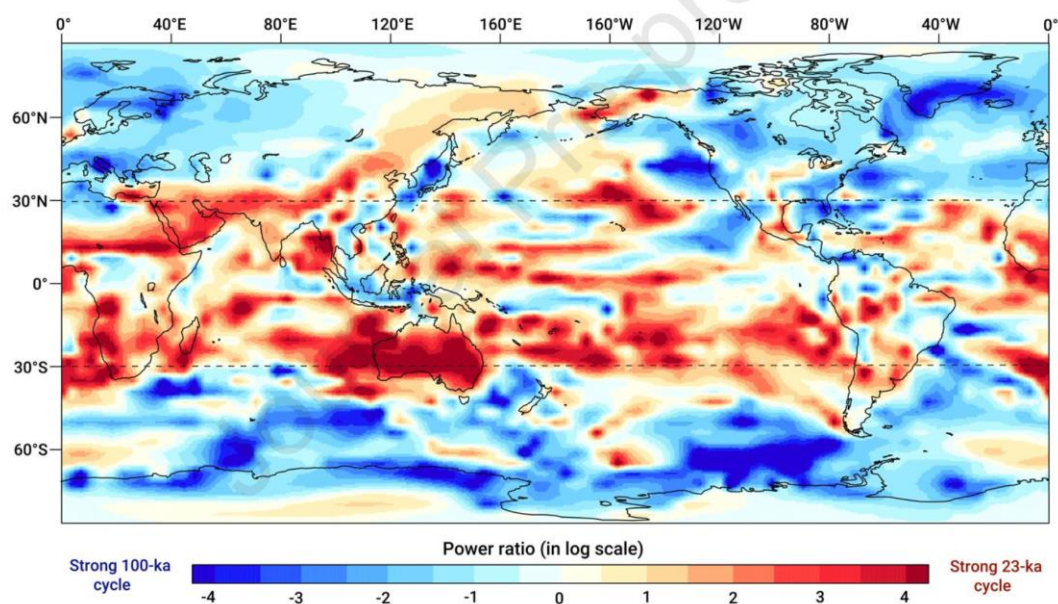 0° 40°E 80°E 120°E 160°E 160°W 120°W 80°W 40°W 0°
60°N
30°N
0°
30°S
60°S
Power ratio (in log scale)
Strong 100-ka
cycle
-4 -3 -2 -1 0 1 2 3 4
Strong 23-ka
cycle